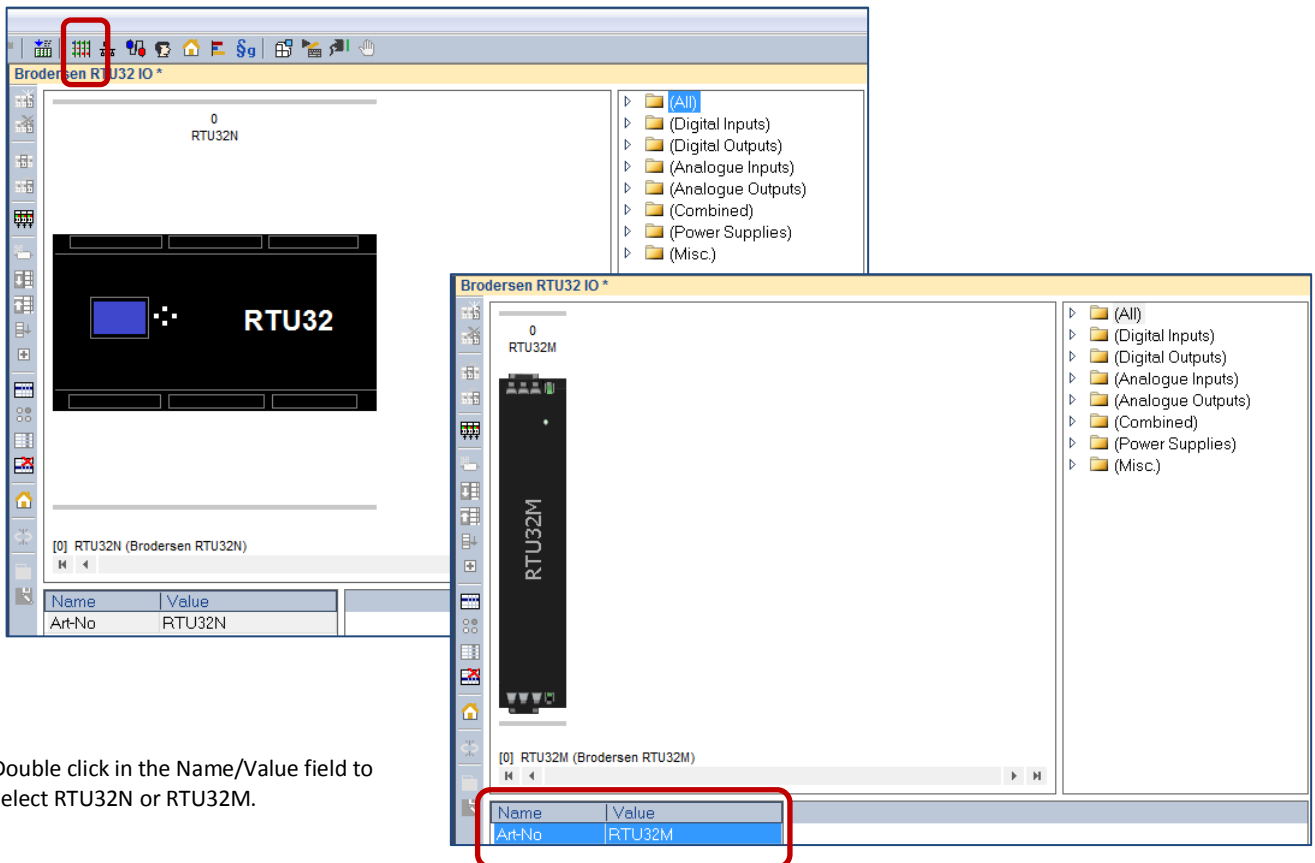 §g
Brodersen RTU32 IO *
0
RTU32N
RTU32
[0] RTU32N (Brodersen RTU32N)
Name Value
Art-No RTU32N
(All)
(Digital Inputs)
(Digital Outputs)
(Analogue Inputs)
(Analogue Outputs)
(Combined)
(Power Supplies)
(Misc.)
Brodersen RTU32 IO *
0
RTU32M
RTU32M
[0] RTU32M (Brodersen RTU32M)
Name Value
Art-No RTU32M
(All)
(Digital Inputs)
(Digital Outputs)
(Analogue Inputs)
(Analogue Outputs)
(Combined)
(Power Supplies)
(Misc.)
Double click in the Name/Value field to
select RTU32N or RTU32M.